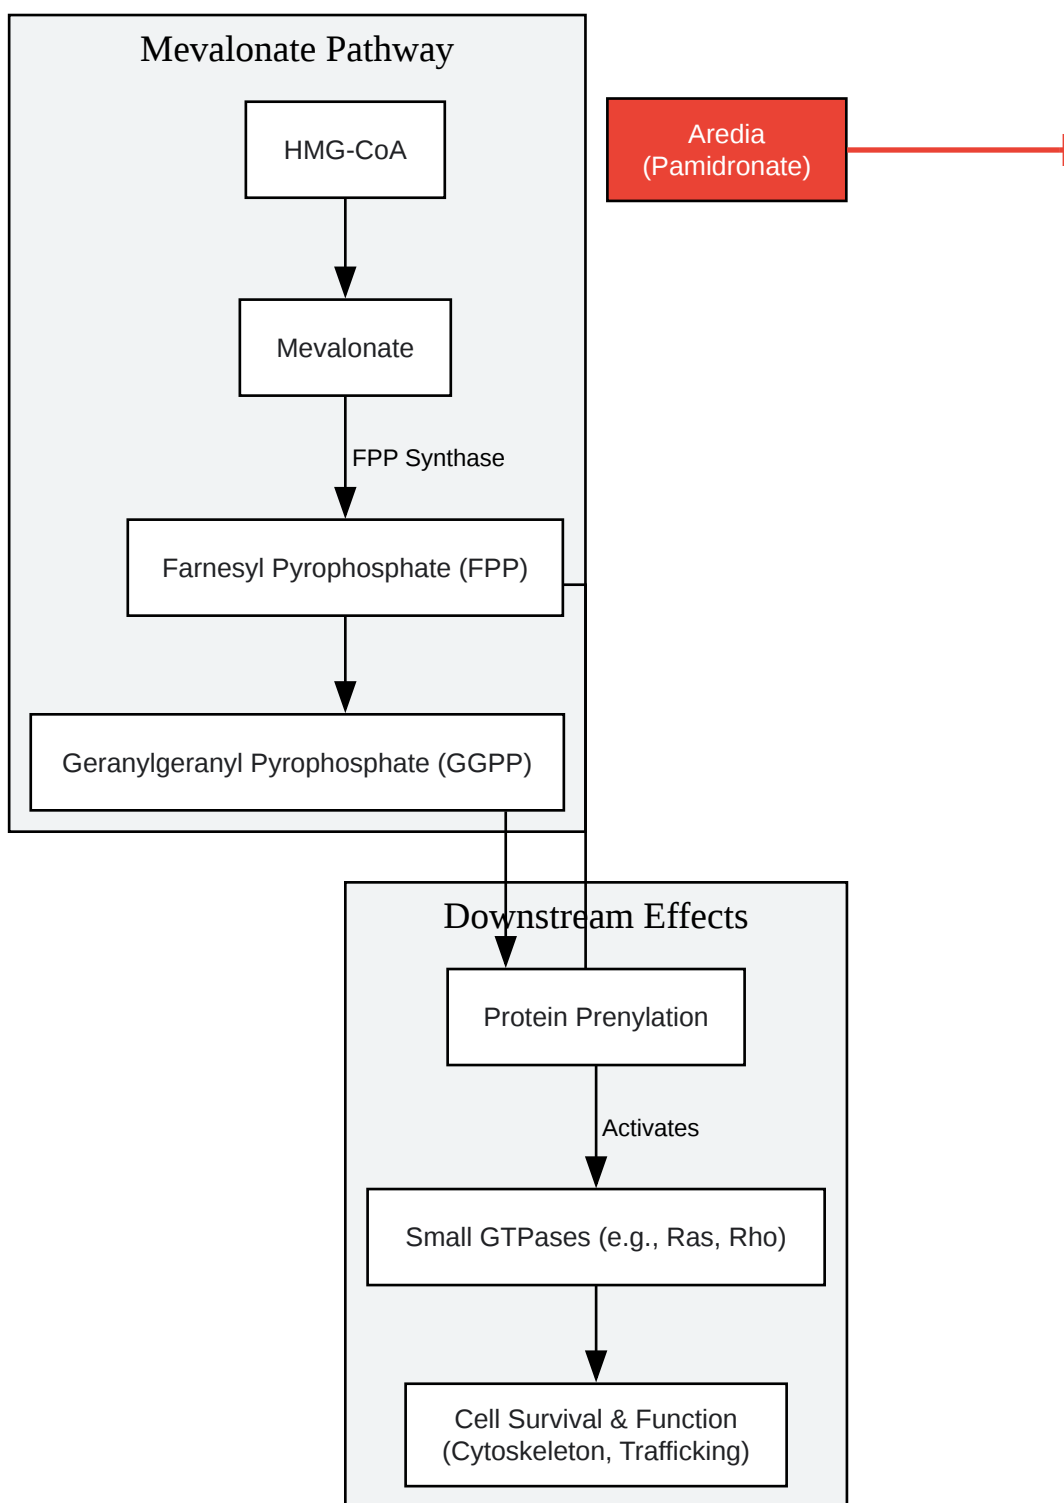 Mevalonate Pathway
HMG-CoA
Aredia
(Pamidronate)
Mevalonate
FPP Synthase
Farnesyl Pyrophosphate (FPP)
Geranylgeranyl Pyrophosphate (GGPP)
Downstream Effects
Protein Prenylation
Activates
Small GTPases (e.g., Ras, Rho)
Cell Survival & Function
(Cytoskeleton, Trafficking)